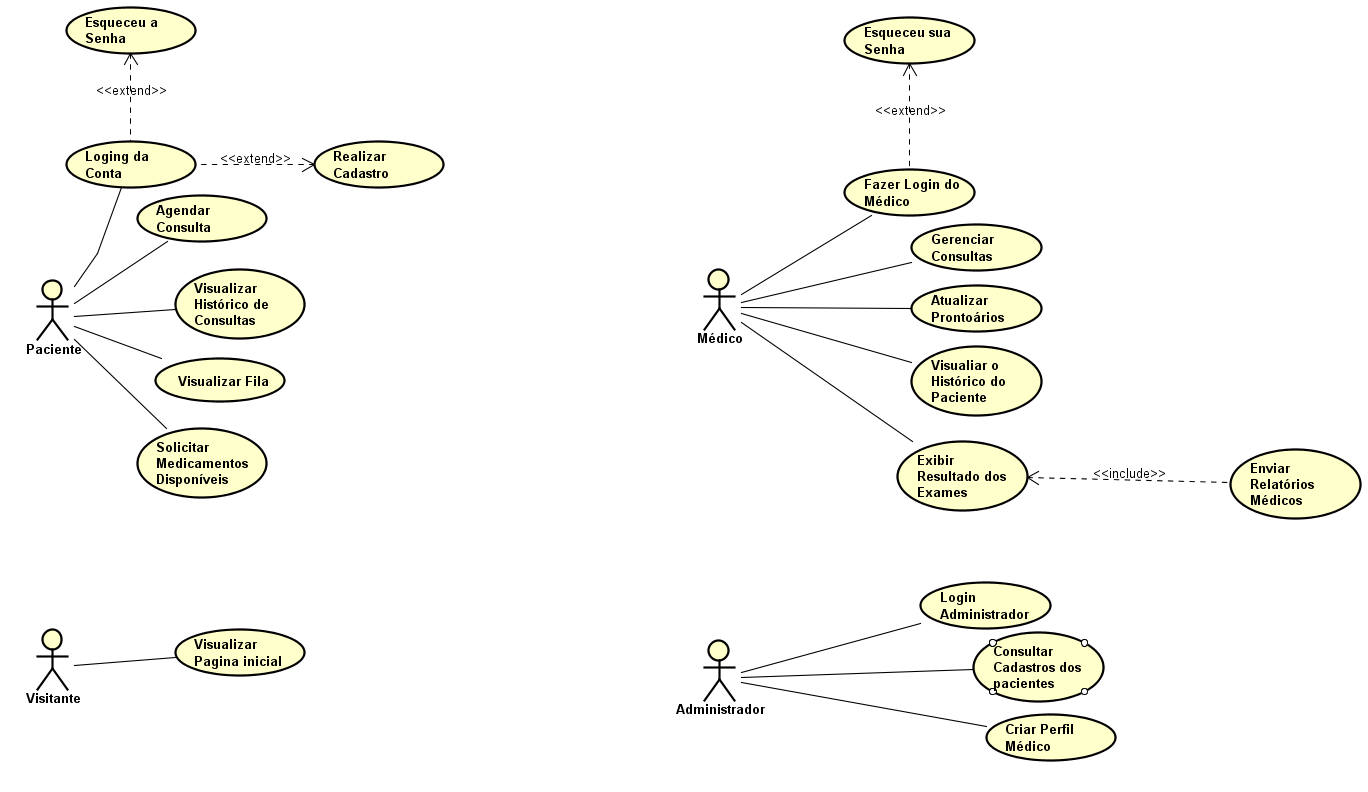 Esqueceu a
Senha
<<extend>>
Loging da
Conta
<<extend>>
Realizar
Cadastro
Agendar
Consulta
Visualizar
Histórico de
Consultas
Paciente
Visualizar Fila
Solicitar
Medicamentos
Disponíveis
Esqueceu sua
Senha
<<extend>>
Fazer Login do
Médico
Gerenciar
Consultas
Atualizar
Prontoários
Médico
Visualiar o
Histórico do
Paciente
Exibir
Resultado dos
Exames
<<include>>
Enviar
Relatórios
Médicos
Visualizar
Pagina inicial
Visitante
Login
Administrador
Consultar
Cadastros dos
pacientes
Administrador
Criar Perfil
Médico